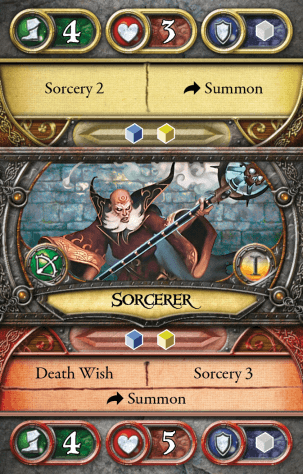 4 3
Sorcery 2 Summon
I
SORCERER
Death Wish Sorcery 3
Summon
4 5